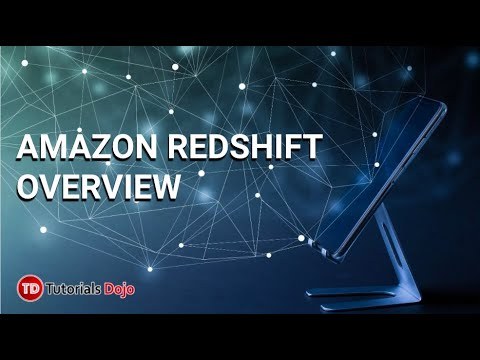 AMAZON REDSHIFT
OVERVIEW
TD Tutorials Dojo